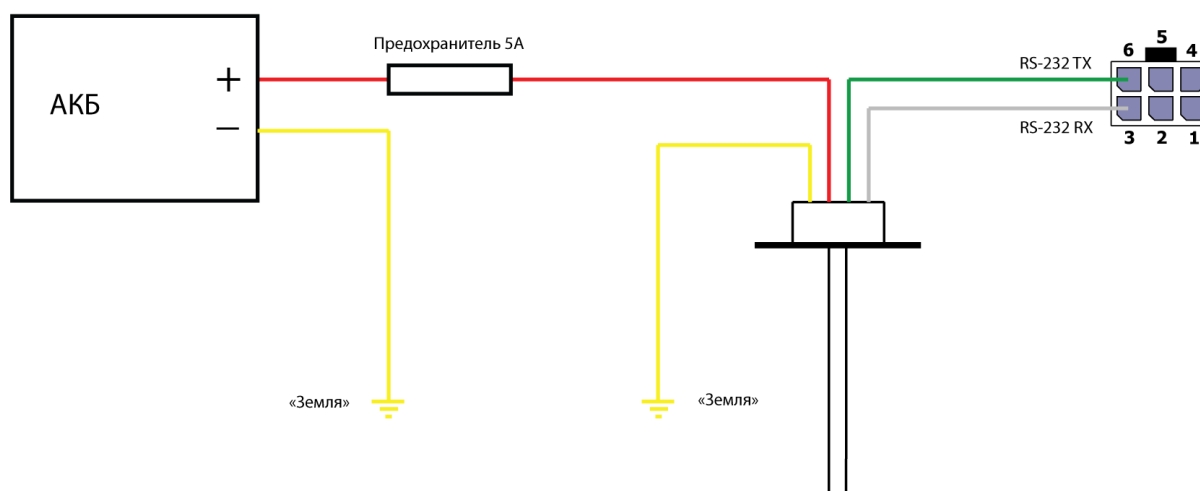 Предохранитель 5А
АКБ
+
–
RS-232 TX
RS-232 RX
6
5
4
3
2
1
«Земля»
«Земля»